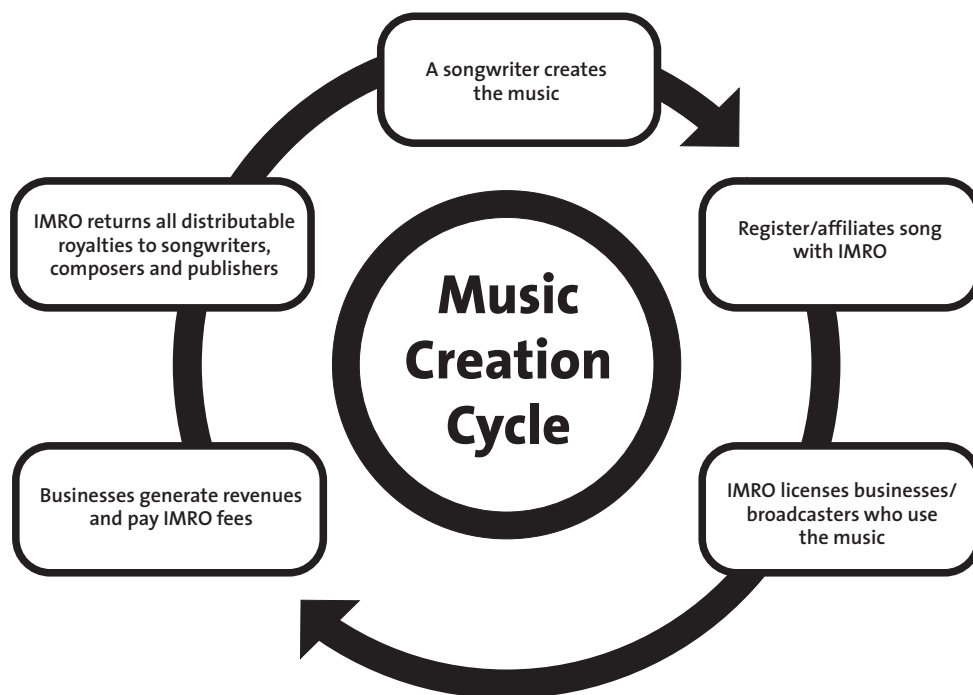 A songwriter creates
the music
Register/affiliates song
with IMRO
IMRO licenses businesses/
broadcasters who use
the music
Businesses generate revenues
and pay IMRO fees
IMRO returns all distributable
royalties to songwriters,
composers and publishers
Music
Creation
Cycle